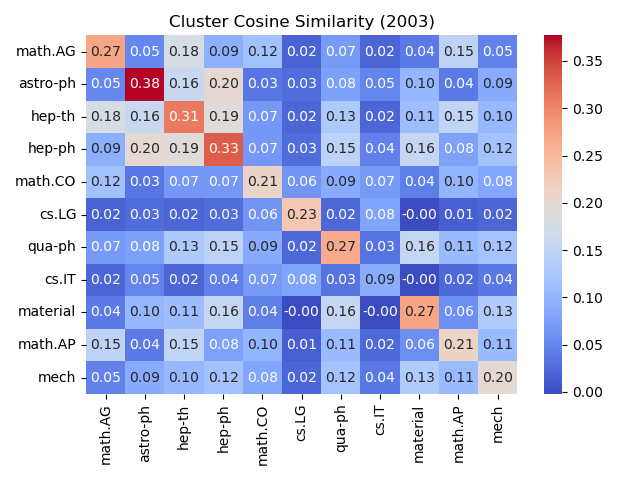 Cluster Cosine Similarity (2003)
math.AG 0.27 0.05 0.18 0.09 0.12 0.02 0.07 0.02 0.04 0.15 0.05
astro-ph 0.05 0.38 0.16 0.20 0.03 0.03 0.08 0.05 0.10 0.04 0.09
hep-th 0.18 0.16 0.31 0.19 0.07 0.02 0.13 0.02 0.11 0.15 0.10
hep-ph 0.09 0.20 0.19 0.33 0.07 0.03 0.15 0.04 0.16 0.08 0.12
math.CO 0.12 0.03 0.07 0.07 0.21 0.06 0.09 0.07 0.04 0.10 0.08
cs.LG 0.02 0.03 0.02 0.03 0.06 0.23 0.02 0.08 -0.00 0.01 0.02
qua-ph 0.07 0.08 0.13 0.15 0.09 0.02 0.27 0.03 0.16 0.11 0.12
cs.IT 0.02 0.05 0.02 0.04 0.07 0.08 0.03 0.09 -0.00 0.02 0.04
material 0.04 0.10 0.11 0.16 0.04 -0.00 0.16 -0.00 0.27 0.06 0.13
math.AP 0.15 0.04 0.15 0.08 0.10 0.01 0.11 0.02 0.06 0.21 0.11
mech 0.05 0.09 0.10 0.12 0.08 0.02 0.12 0.04 0.13 0.11 0.20
math.AG astro-ph hep-th hep-ph math.CO cs.LG qua-ph cs.IT material math.AP mech
0.35
0.30
0.25
0.20
0.15
0.10
0.05
0.00